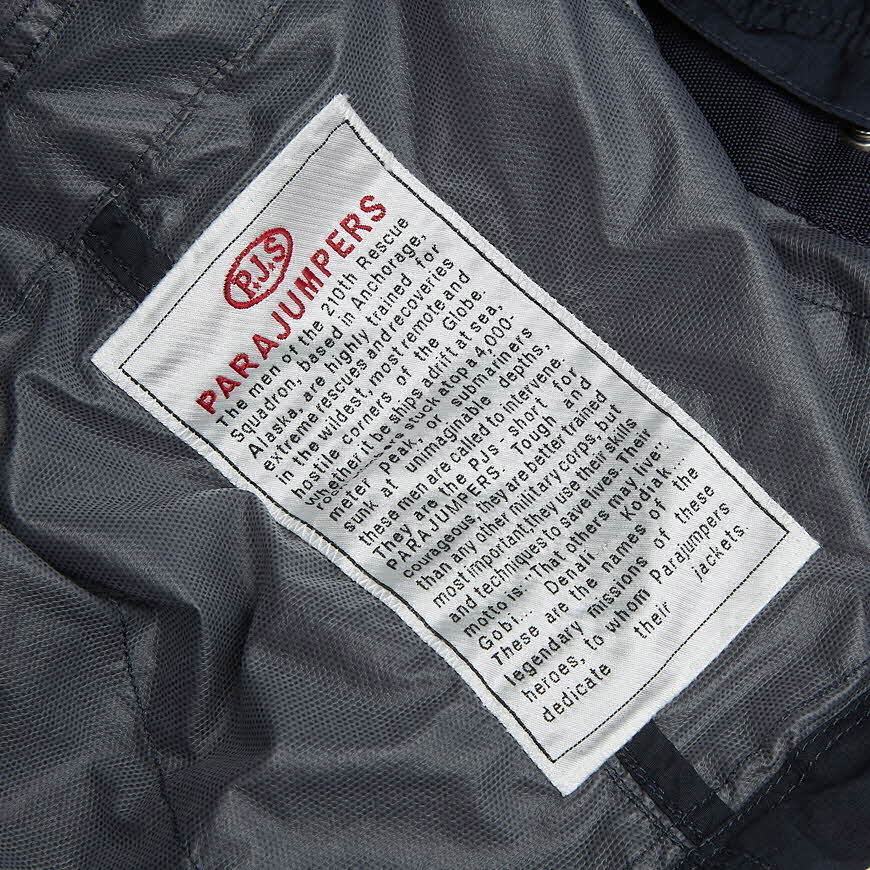 P.J.S
PARAJUMPERS
The men of the 210th Rescue
Squadron, based in Anchorage,
Alaska, are highly trained for
extreme rescues and recoveries
in the wildest, most remote and
hostile corners of the Globe.
Whether it be ships adrift at sea,
stuck atop a 4,000-
meter peak, or submariners
sunk at unimaginable depths,
these men are called to intervene.
They are the PJs - short for
PARAJUMPERS. Tough and
courageous, they are better trained
than any other military corps, but
most important they use their skills
and techniques to save lives. Their
motto is: 'That others may live'.
Gobi... Denali... Kodiak...
These are the names of the
legendary missions of these
heroes, to whom Parajumpers
dedicate their jackets.